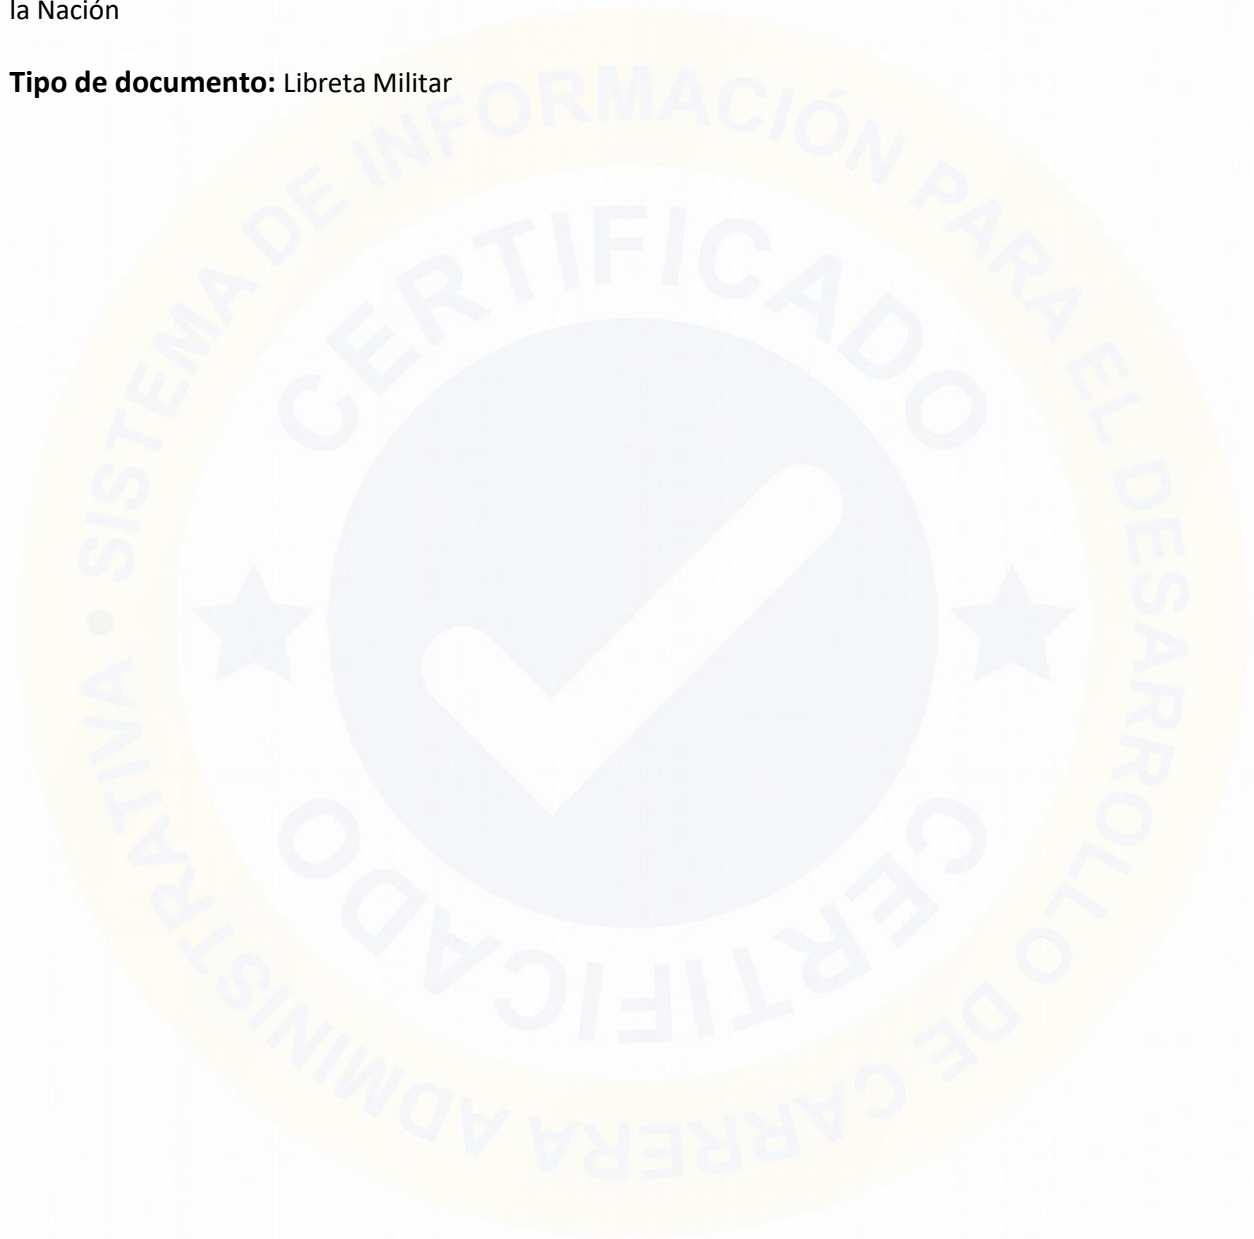 la Nación
Tipo de documento: Libreta Militar
SISTEMA DE INFORMACIÓN PARA EL DESARROLLO DE CARRERA ADMINISTRATIVA •
CERTIFICADO
CERTIFICADO